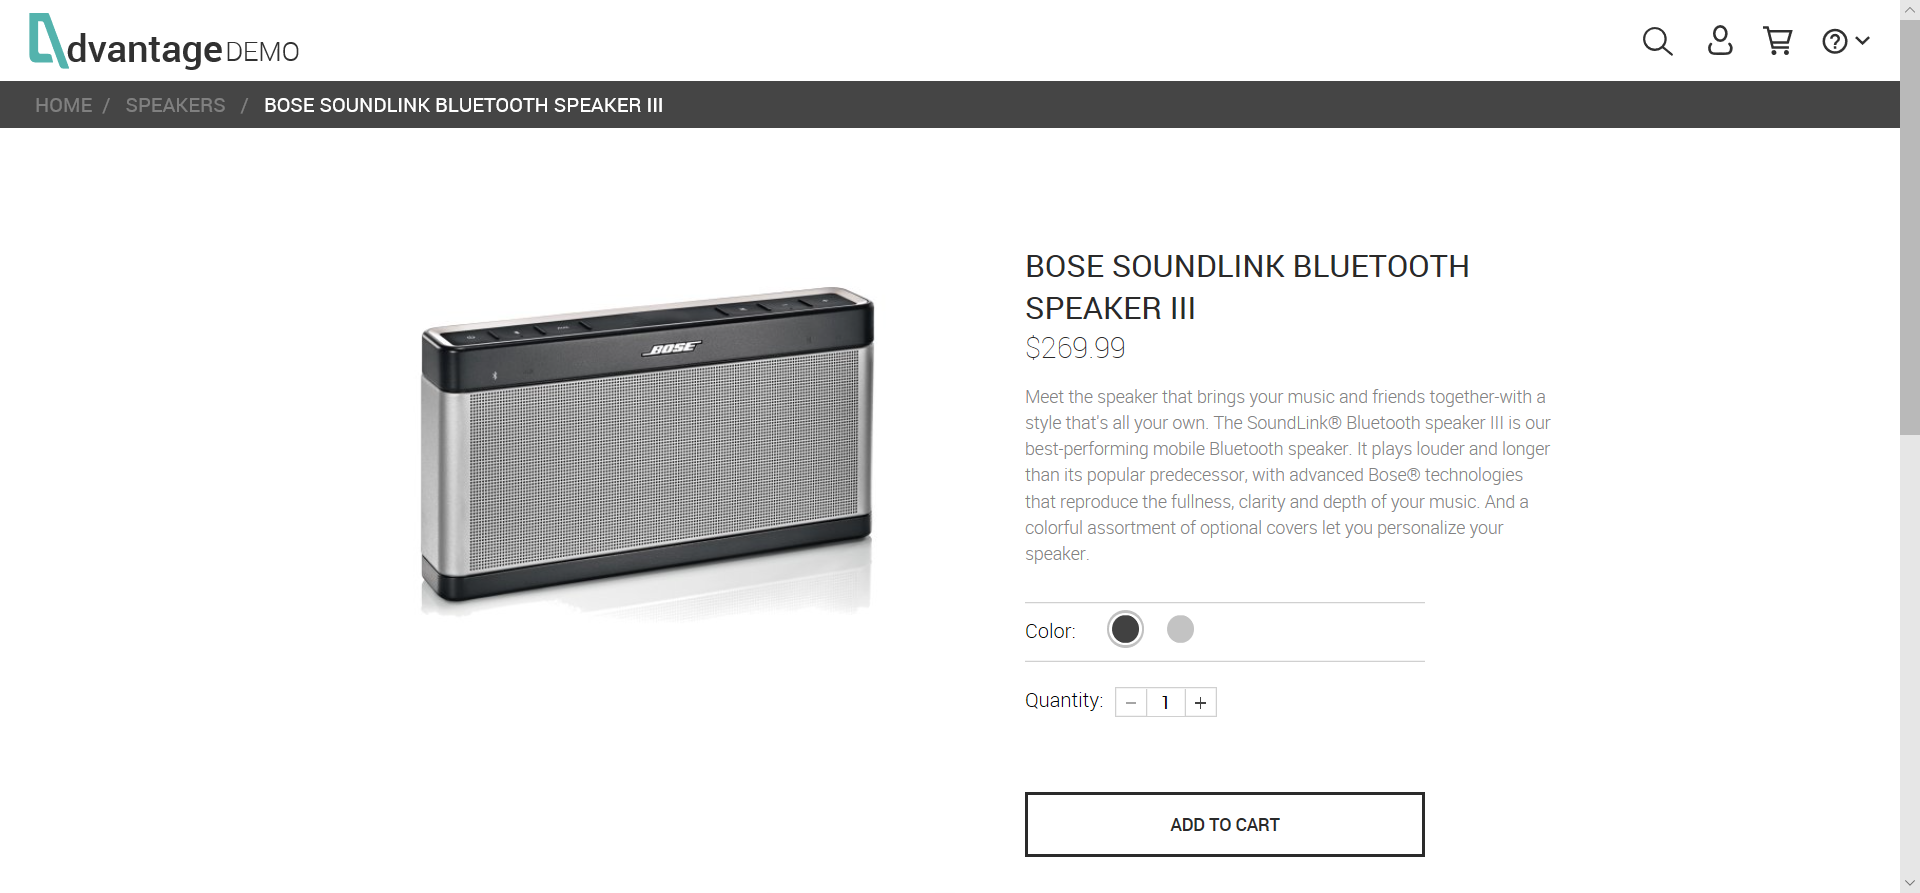 dvantage DEMO
HOME / SPEAKERS / BOSE SOUNDLINK BLUETOOTH SPEAKER III
BOSE
BOSE SOUNDLINK BLUETOOTH
SPEAKER III
$269.99
Meet the speaker that brings your music and friends together-with a
style that's all your own. The SoundLink® Bluetooth speaker III is our
best-performing mobile Bluetooth speaker. It plays louder and longer
than its popular predecessor, with advanced Bose® technologies
that reproduce the fullness, clarity and depth of your music. And a
colorful assortment of optional covers let you personalize your
speaker.
Color:
Quantity: − 1 +
ADD TO CART